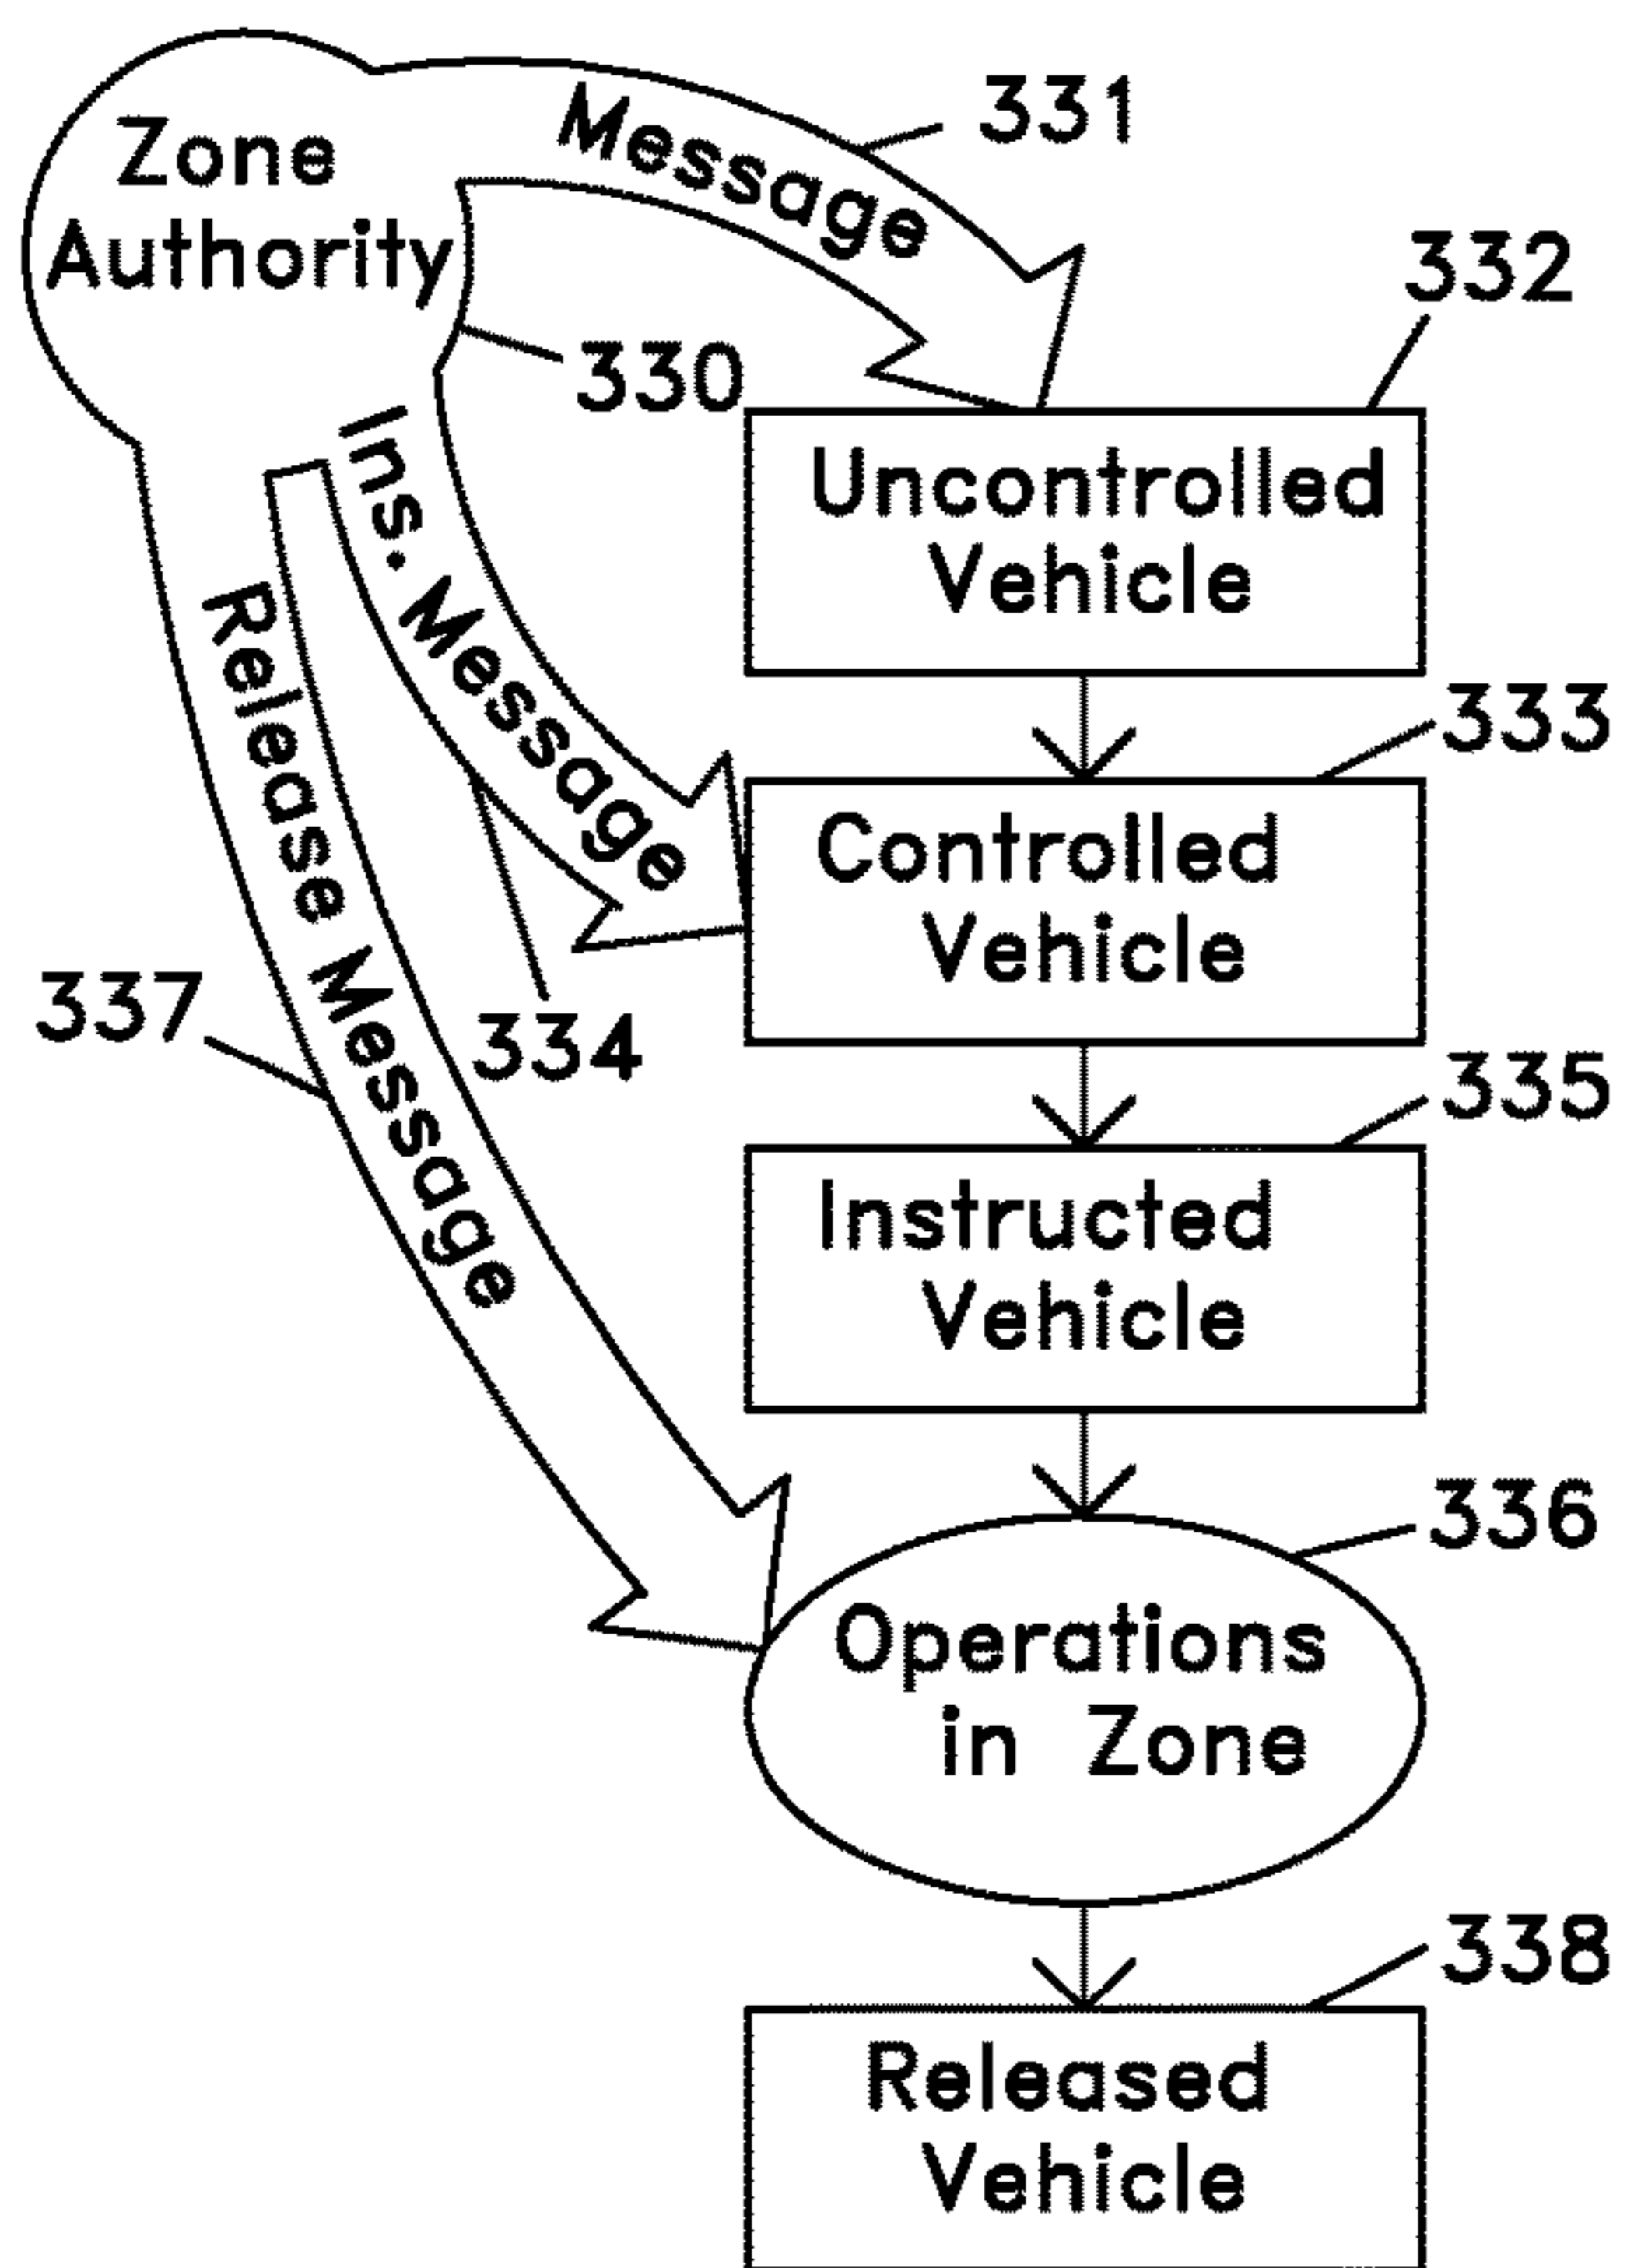 Zone
Authority
Message
331
332
330
Uncontrolled
Vehicle
Ins. Message
333
Controlled
Vehicle
Release Message
337
334
335
Instructed
Vehicle
336
Operations
in Zone
338
Released
Vehicle